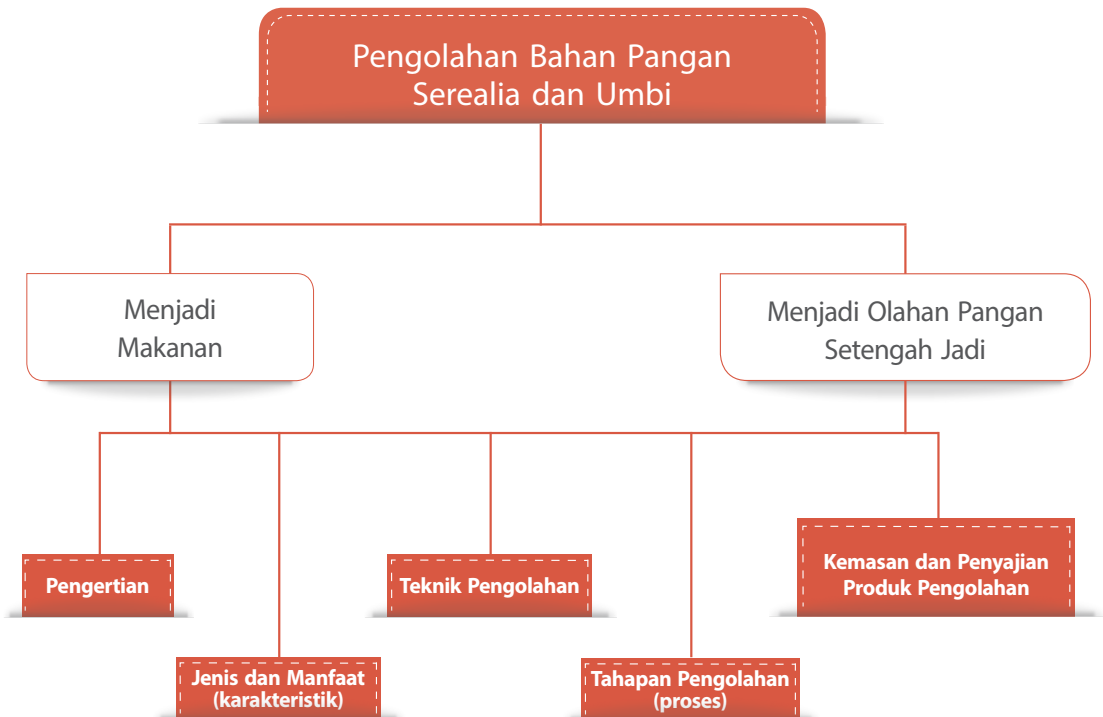 Pengolahan Bahan Pangan
Serealia dan Umbi
Menjadi
Makanan
Menjadi Olahan Pangan
Setengah Jadi
Pengertian
Jenis dan Manfaat
(karakteristik)
Teknik Pengolahan
Tahapan Pengolahan
(proses)
Kemasan dan Penyajian
Produk Pengolahan